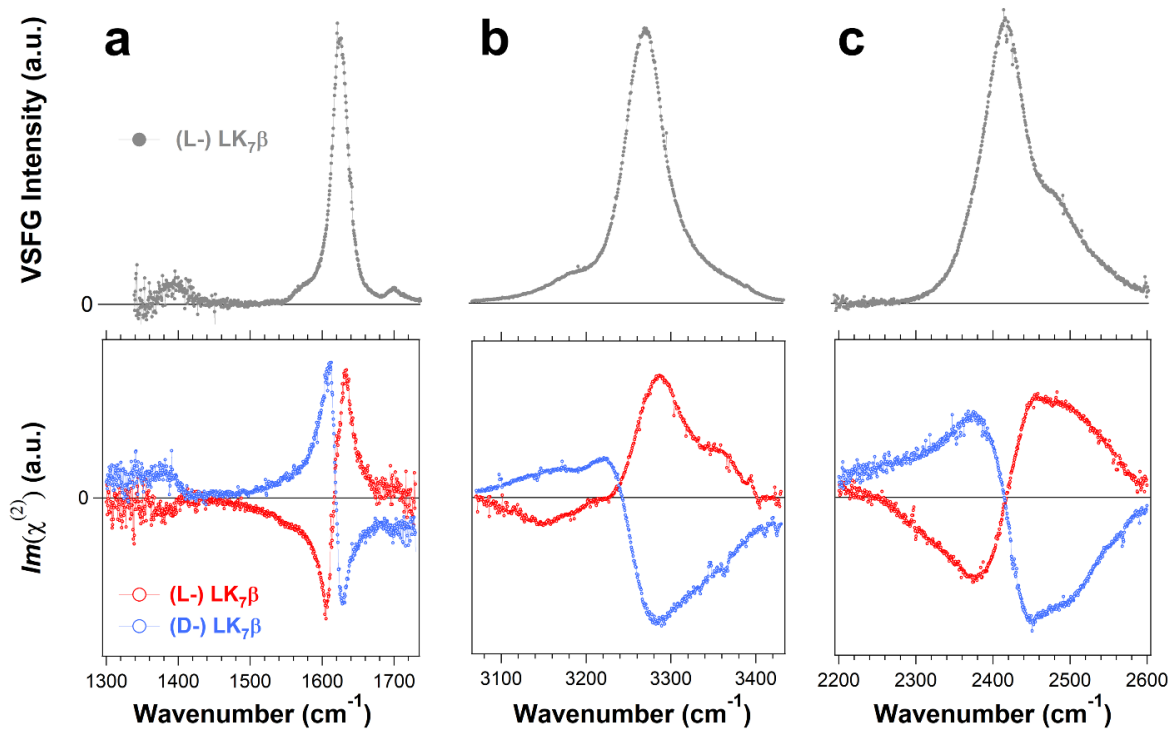 a b c
VSFG Intensity (a.u.)
(L-) LK₇β
0
Im(χ⁽²⁾) (a.u.)
0
(L-) LK₇β
(D-) LK₇β
1300 1400 1500 1600 1700
3100 3200 3300 3400
2200 2300 2400 2500 2600
Wavenumber (cm⁻¹) Wavenumber (cm⁻¹) Wavenumber (cm⁻¹)